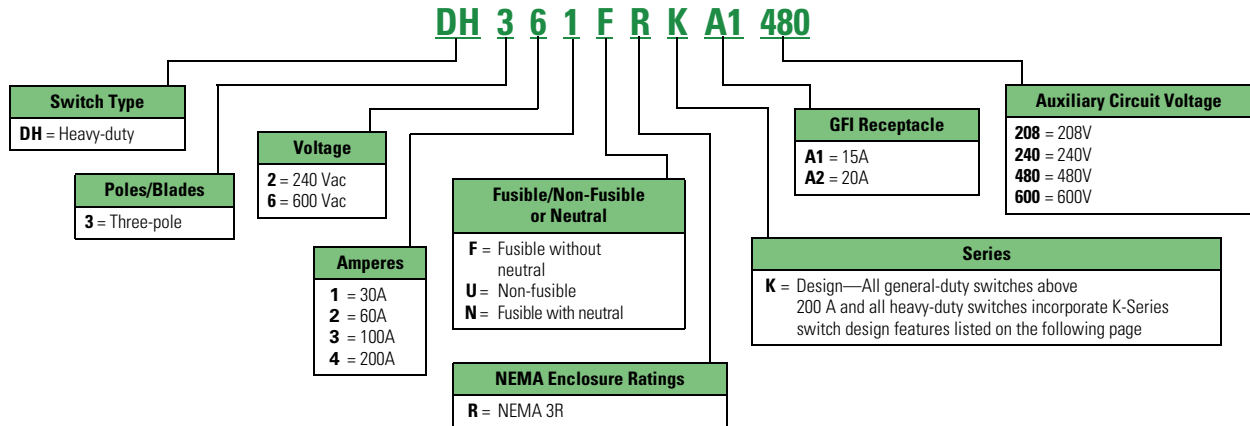 DH 3 6 1 F R K A1 480
Switch Type
DH = Heavy-duty
Poles/Blades
3 = Three-pole
Voltage
2 = 240 Vac
6 = 600 Vac
Amperes
1 = 30A
2 = 60A
3 = 100A
4 = 200A
Fusible/Non-Fusible
or Neutral
F = Fusible without
neutral
U = Non-fusible
N = Fusible with neutral
NEMA Enclosure Ratings
R = NEMA 3R
Series
K = Design—All general-duty switches above
200 A and all heavy-duty switches incorporate K-Series
switch design features listed on the following page
GFI Receptacle
A1 = 15A
A2 = 20A
Auxiliary Circuit Voltage
208 = 208V
240 = 240V
480 = 480V
600 = 600V